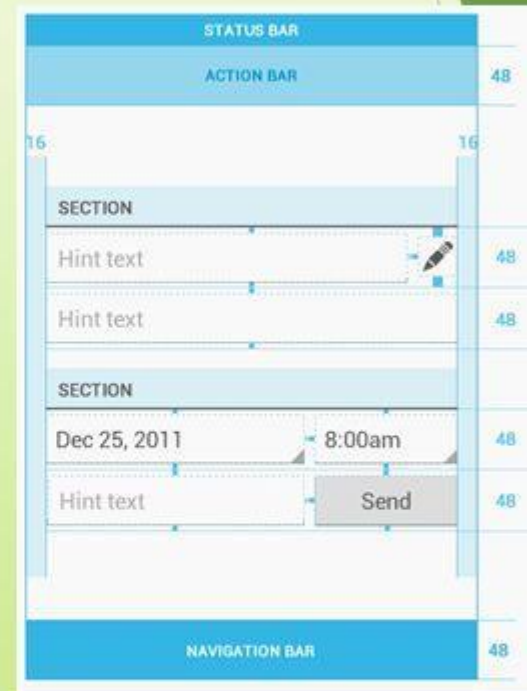 STATUS BAR
ACTION BAR 48
16 16
SECTION
Hint text 48
Hint text 48
SECTION
Dec 25, 2011 8:00am 48
Hint text Send 48
NAVIGATION BAR 48